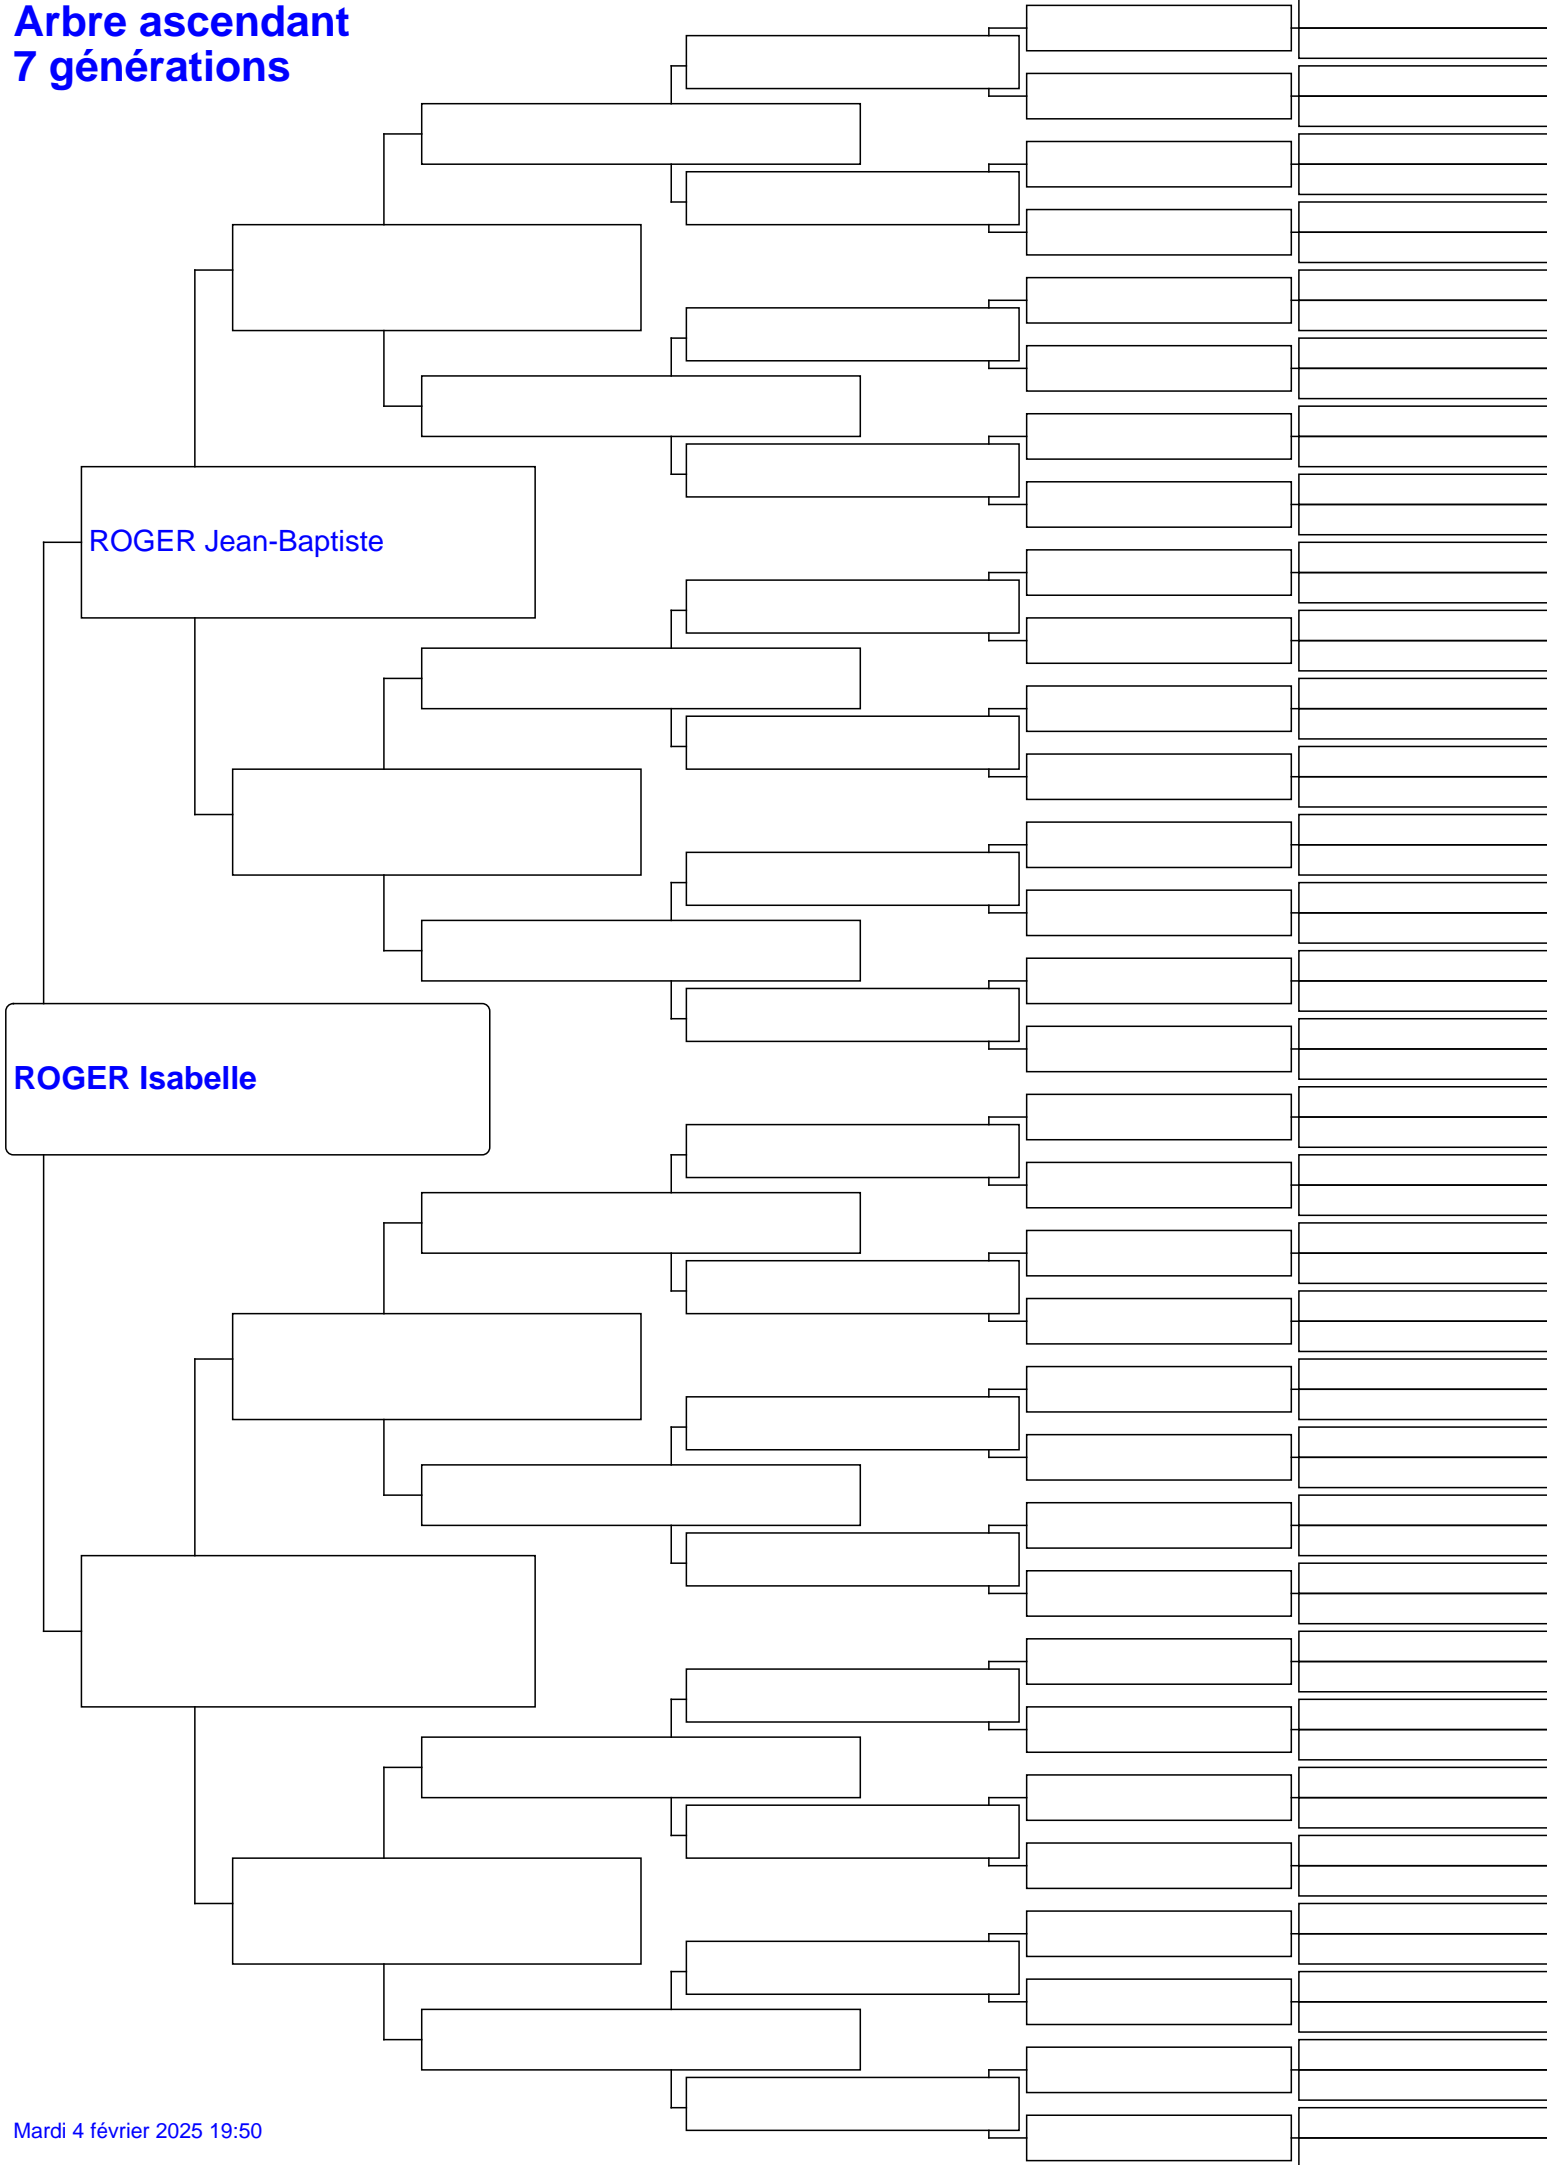 Arbre ascendant
7 générations
ROGER Jean-Baptiste
ROGER Isabelle
Mardi 4 février 2025 19:50